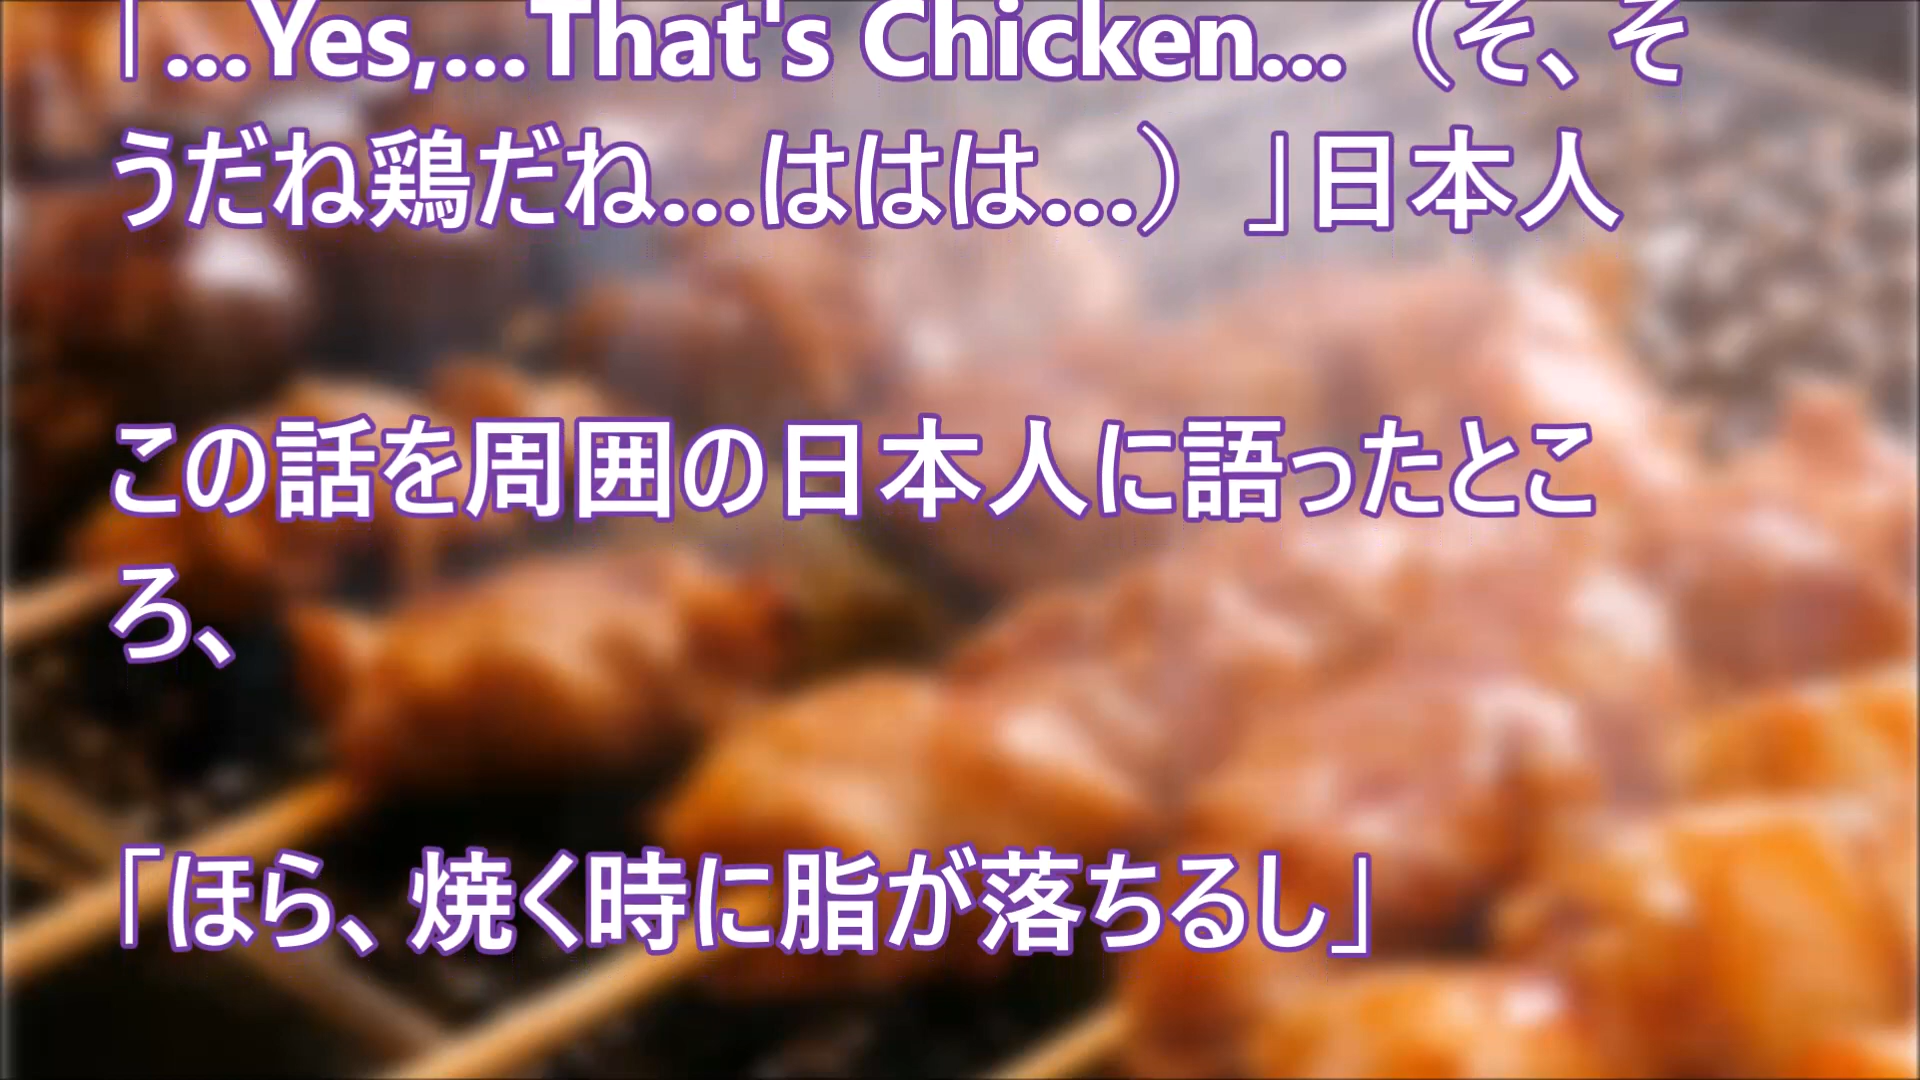 「...Yes,...That's Chicken...（そ、そ
うだね鶏だね...ははは...）」日本人
この話を周囲の日本人に語ったとこ
ろ、
「ほら、焼く時に脂が落ちるし」